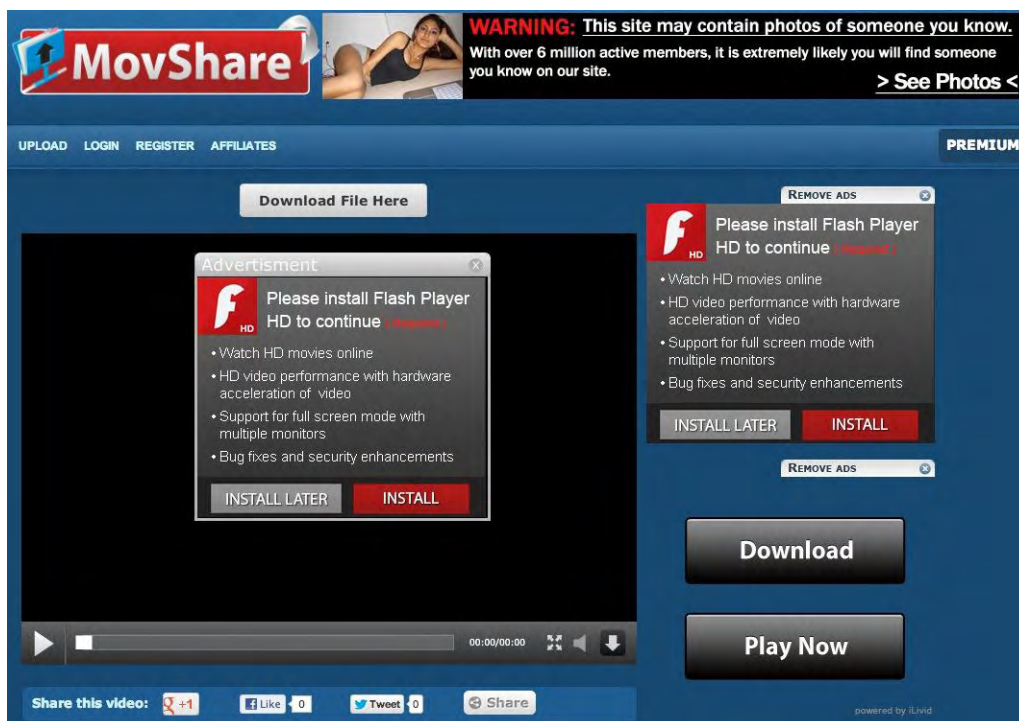 MovShare
WARNING: This site may contain photos of someone you know.
With over 6 million active members, it is extremely likely you will find someone
you know on our site.
> See Photos <
UPLOAD LOGIN REGISTER AFFILIATES
PREMIUM
Download File Here
Advertisment
Please install Flash Player
HD to continue (Required)
HD
• Watch HD movies online
• HD video performance with hardware
acceleration of video
• Support for full screen mode with
multiple monitors
• Bug fixes and security enhancements
INSTALL LATER INSTALL
REMOVE ADS
Please install Flash Player
HD to continue (Required)
HD
• Watch HD movies online
• HD video performance with hardware
acceleration of video
• Support for full screen mode with
multiple monitors
• Bug fixes and security enhancements
INSTALL LATER INSTALL
REMOVE ADS
Download
Play Now
00:00/00:00
Share this video: +1 Like 0 Tweet 0 Share
powered by iLivid